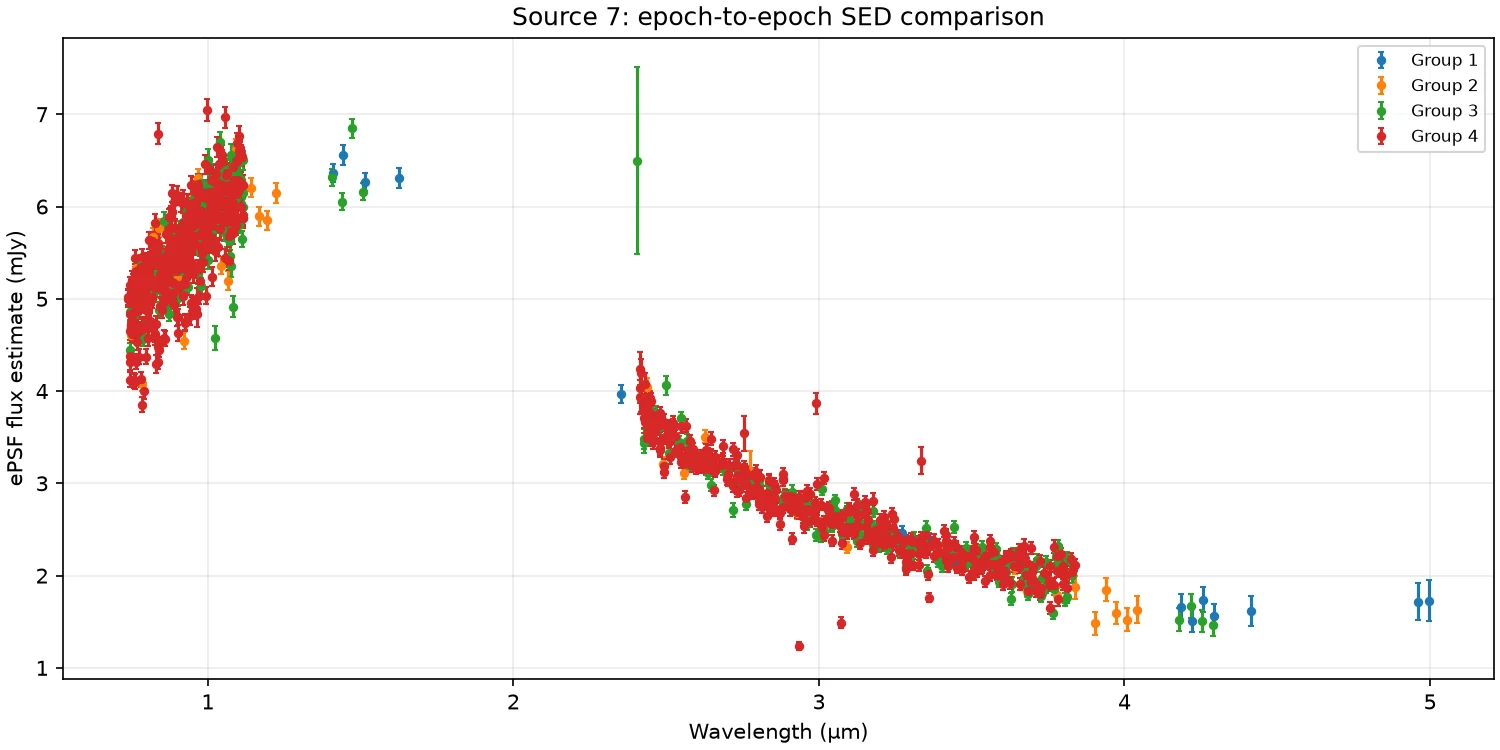 Source 7: epoch-to-epoch SED comparison
ePSF flux estimate (mJy)
7
6
5
4
3
2
1
Group 1
Group 2
Group 3
Group 4
1 2 3 4 5
Wavelength (µm)